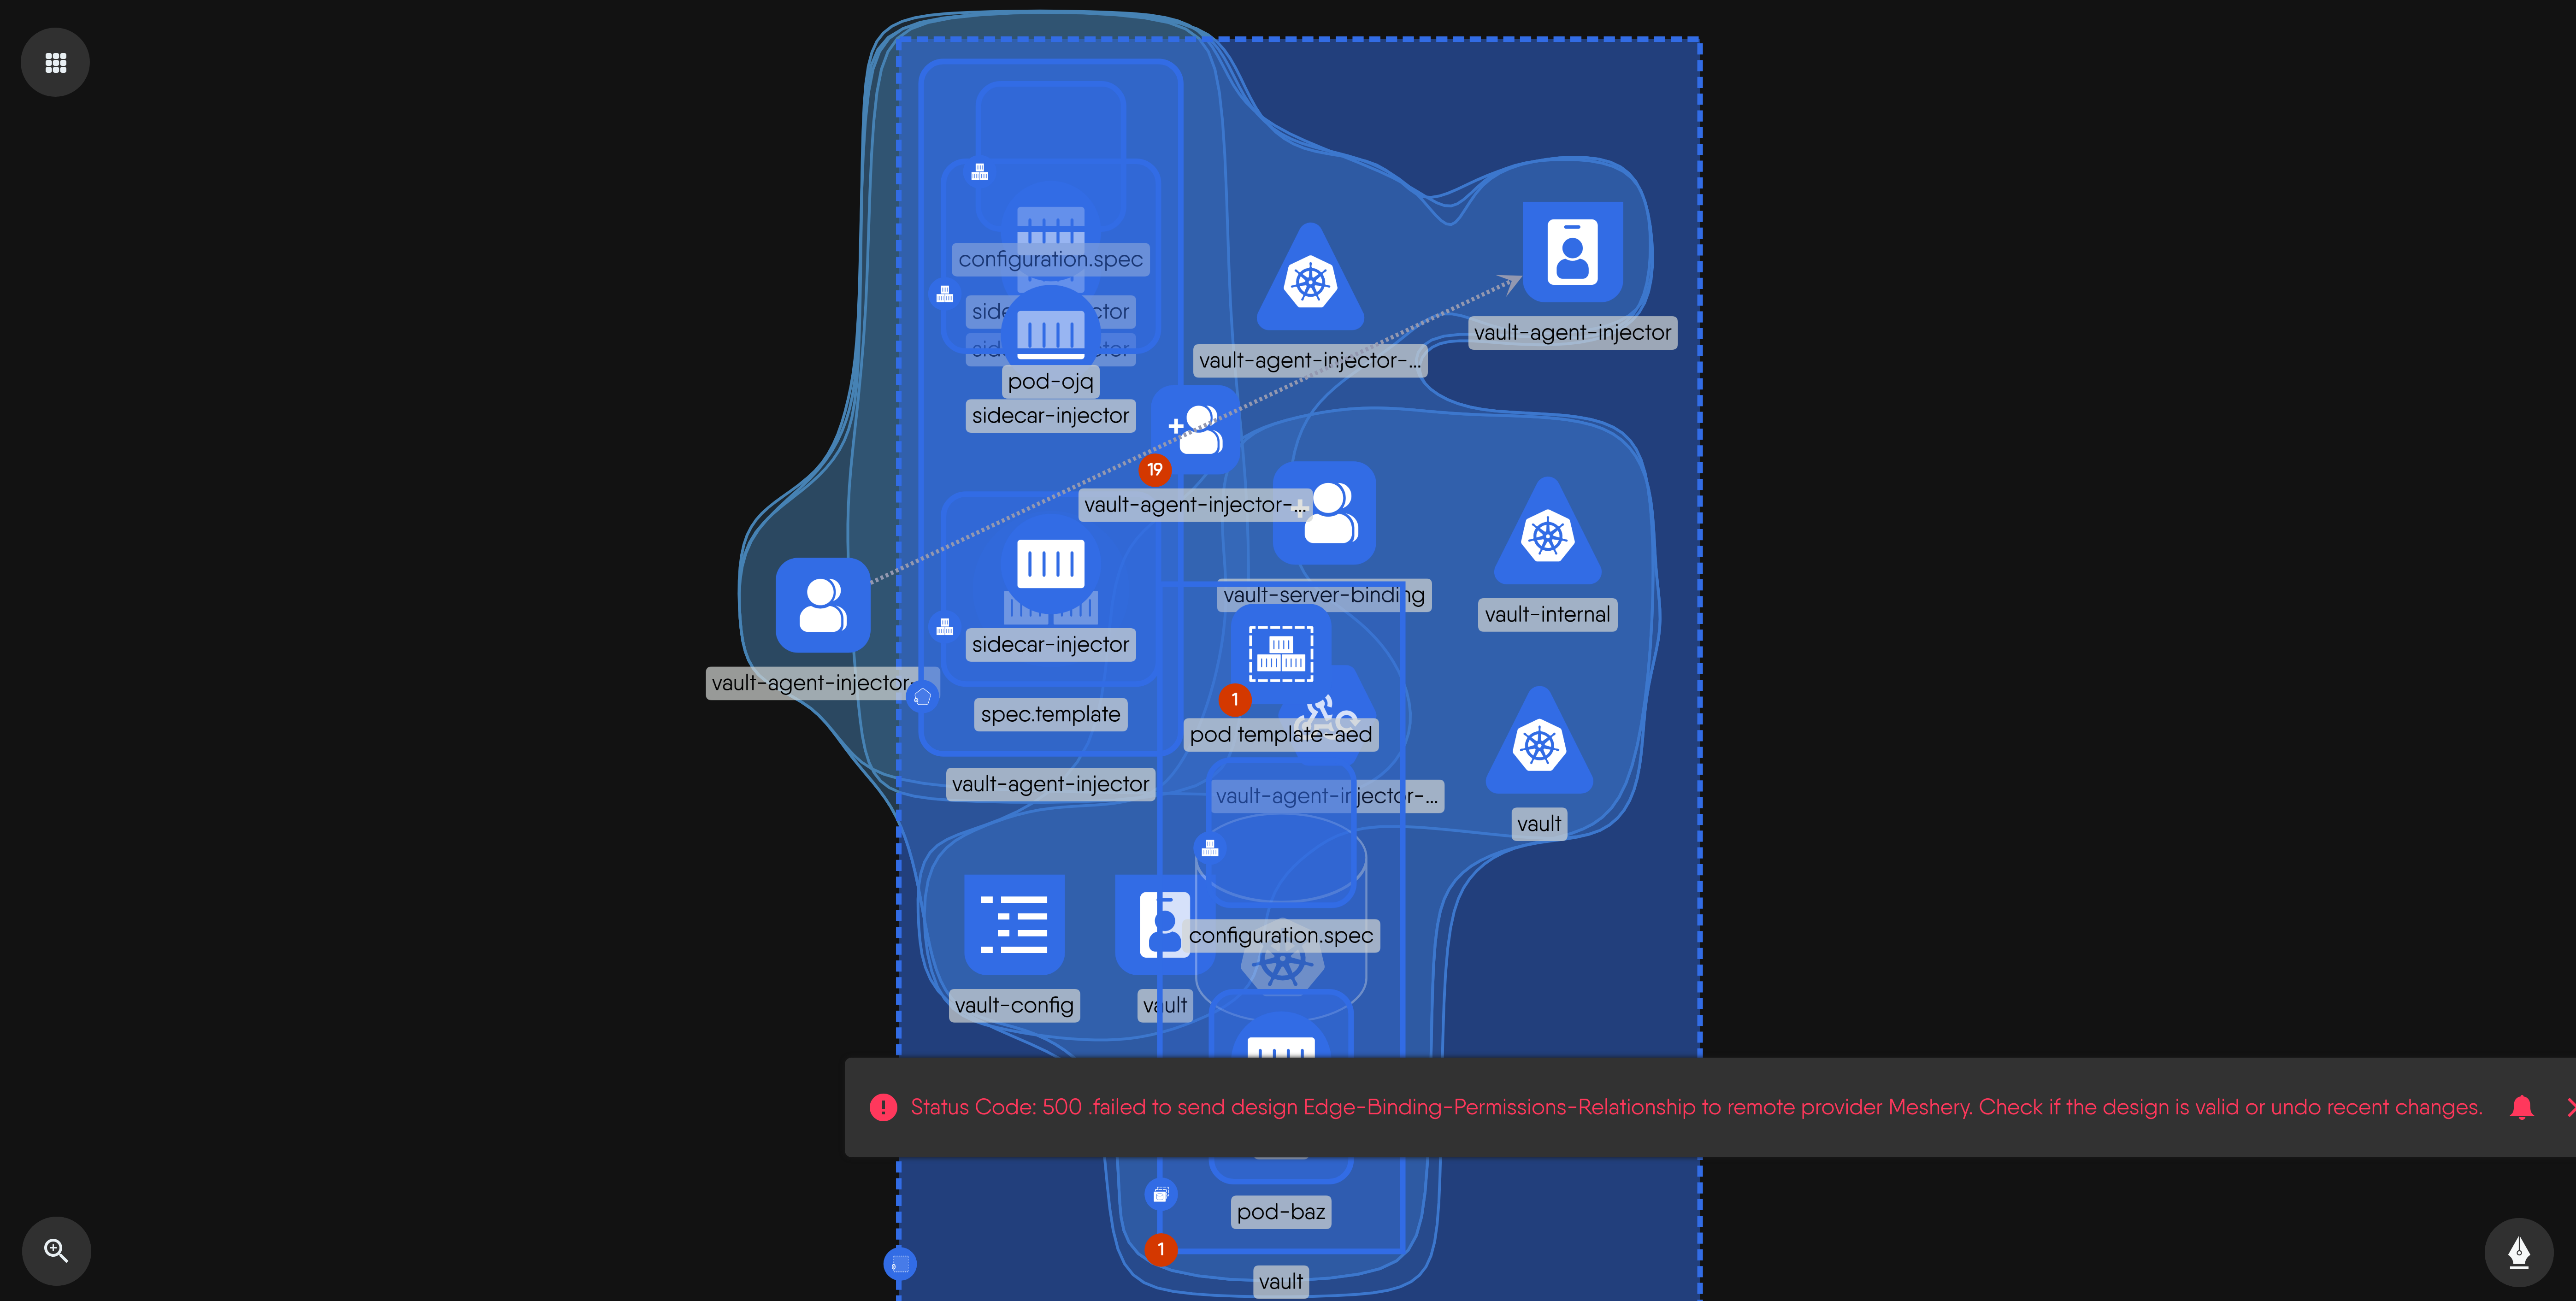 configuration.spec
pod-ojq
sidecar-injector
vault-agent-injector-...
vault-agent-injector
19
vault-agent-injector-...
vault-server-binding
vault-internal
sidecar-injector
vault-agent-injector-
spec.template
1
pod template-aed
vault-agent-injector
vault-agent-injector-...
vault
configuration.spec
vault-config
vault
Status Code: 500 .failed to send design Edge-Binding-Permissions-Relationship to remote provider Meshery. Check if the design is valid or undo recent changes.
pod-baz
1
vault